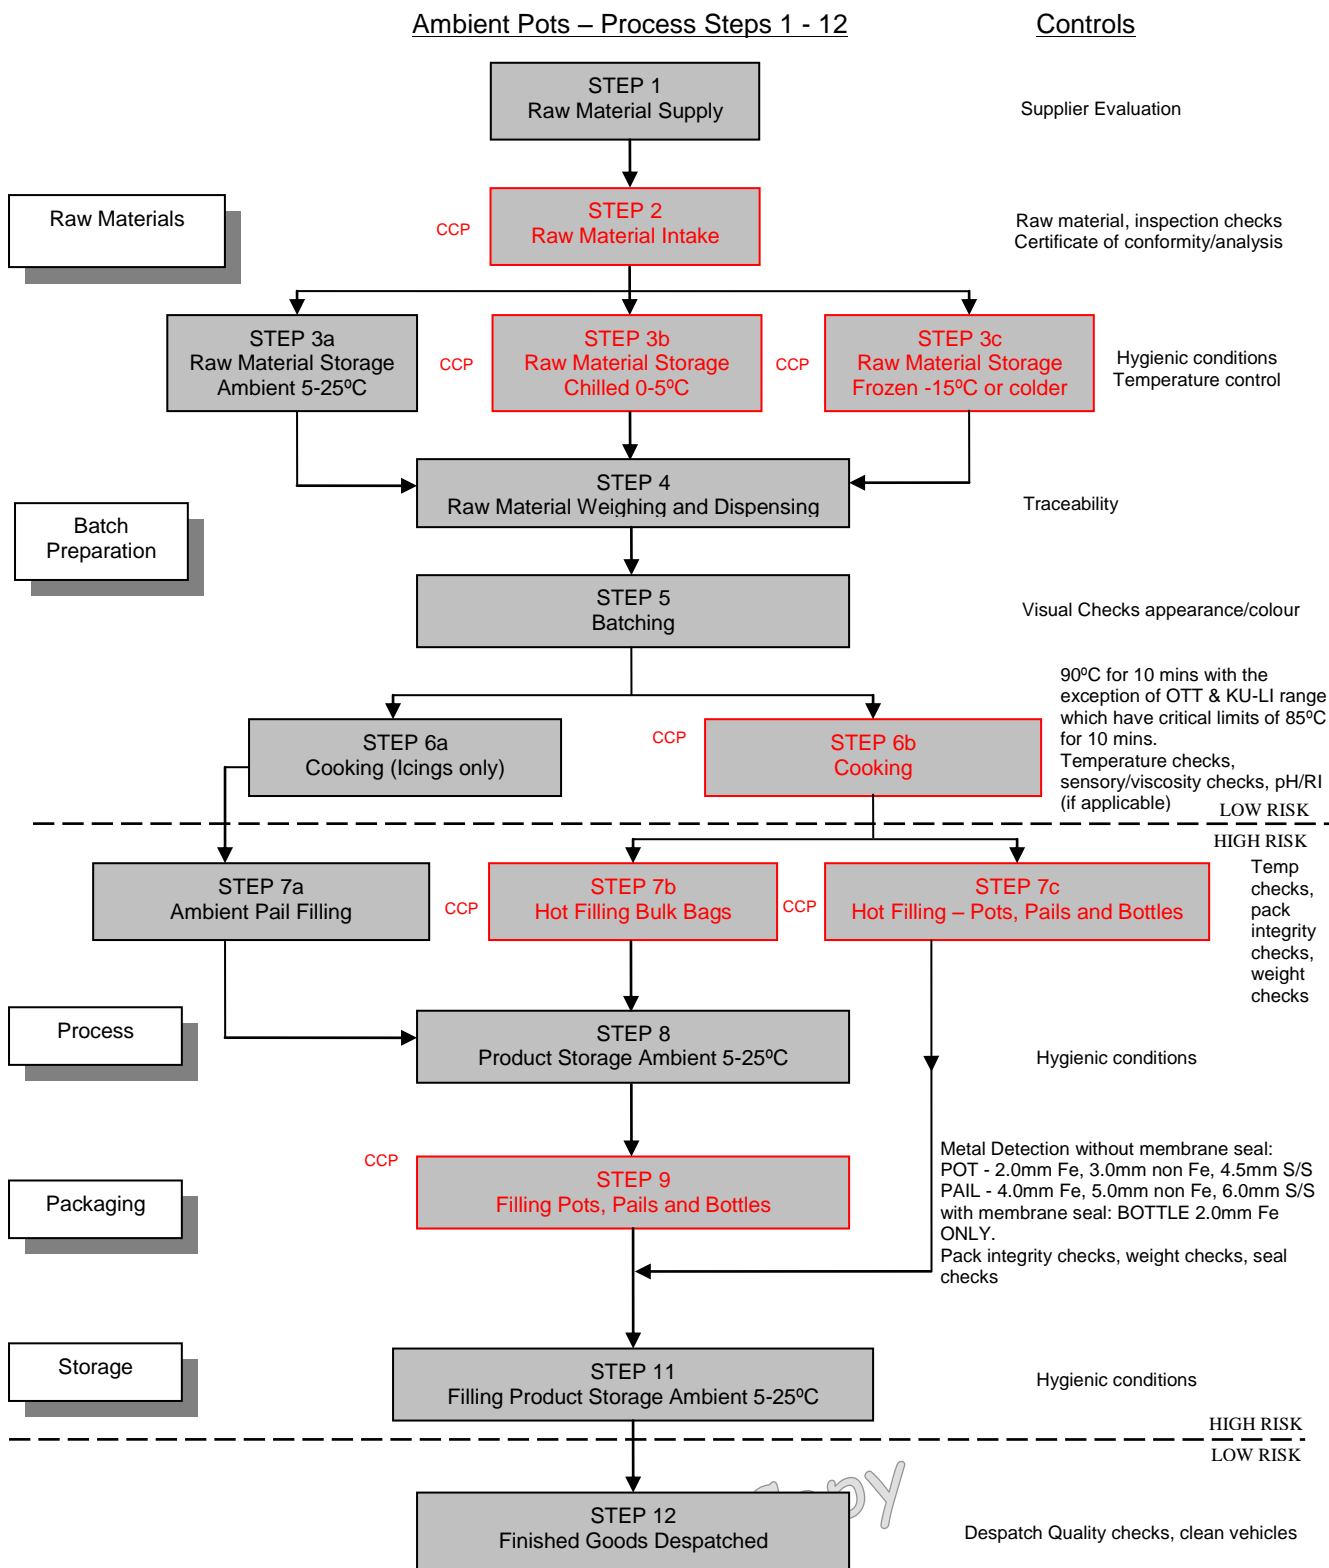 Ambient Pots – Process Steps 1 - 12
Controls
STEP 1
Raw Material Supply
Supplier Evaluation
Raw Materials
CCP
STEP 2
Raw Material Intake
Raw material, inspection checks
Certificate of conformity/analysis
STEP 3a
Raw Material Storage
Ambient 5-25ºC
CCP
STEP 3b
Raw Material Storage
Chilled 0-5ºC
CCP
STEP 3c
Raw Material Storage
Frozen -15ºC or colder
Hygienic conditions
Temperature control
STEP 4
Raw Material Weighing and Dispensing
Traceability
Batch
Preparation
STEP 5
Batching
Visual Checks appearance/colour
STEP 6a
Cooking (Icings only)
CCP
STEP 6b
Cooking
90ºC for 10 mins with the
exception of OTT & KU-LI range
which have critical limits of 85ºC
for 10 mins.
Temperature checks,
sensory/viscosity checks, pH/RI
(if applicable)
LOW RISK
HIGH RISK
STEP 7a
Ambient Pail Filling
CCP
STEP 7b
Hot Filling Bulk Bags
CCP
STEP 7c
Hot Filling – Pots, Pails and Bottles
Temp
checks,
pack
integrity
checks,
weight
checks
Process
STEP 8
Product Storage Ambient 5-25ºC
Hygienic conditions
Packaging
CCP
STEP 9
Filling Pots, Pails and Bottles
Metal Detection without membrane seal:
POT - 2.0mm Fe, 3.0mm non Fe, 4.5mm S/S
PAIL - 4.0mm Fe, 5.0mm non Fe, 6.0mm S/S
with membrane seal: BOTTLE 2.0mm Fe
ONLY.
Pack integrity checks, weight checks, seal
checks
Storage
STEP 11
Filling Product Storage Ambient 5-25ºC
Hygienic conditions
HIGH RISK
LOW RISK
STEP 12
Finished Goods Despatched
Despatch Quality checks, clean vehicles